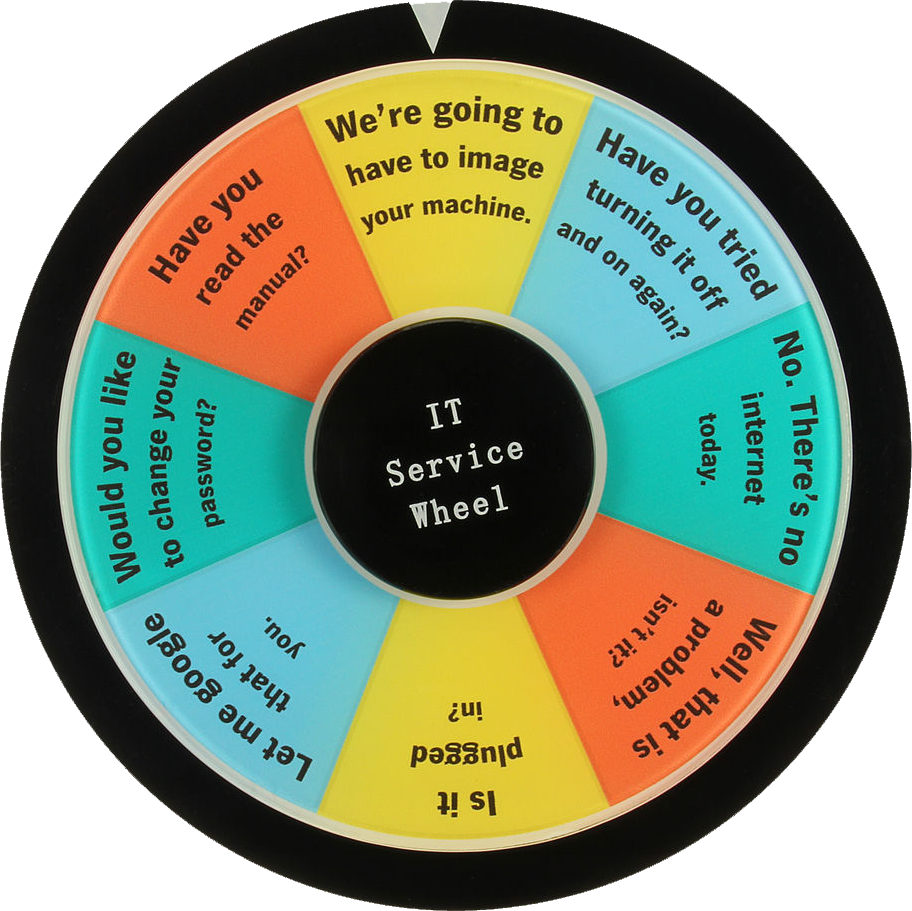 We're going to
have to image
your machine.
Have you tried
turning it off
and on again?
No. There's no
internet
today.
Well, that is
a problem,
isn't it?
Is it
plugged
in?
Let me google
that for
you.
Would you like
to change your
password?
Have you
read the
manual?
IT
Service
Wheel